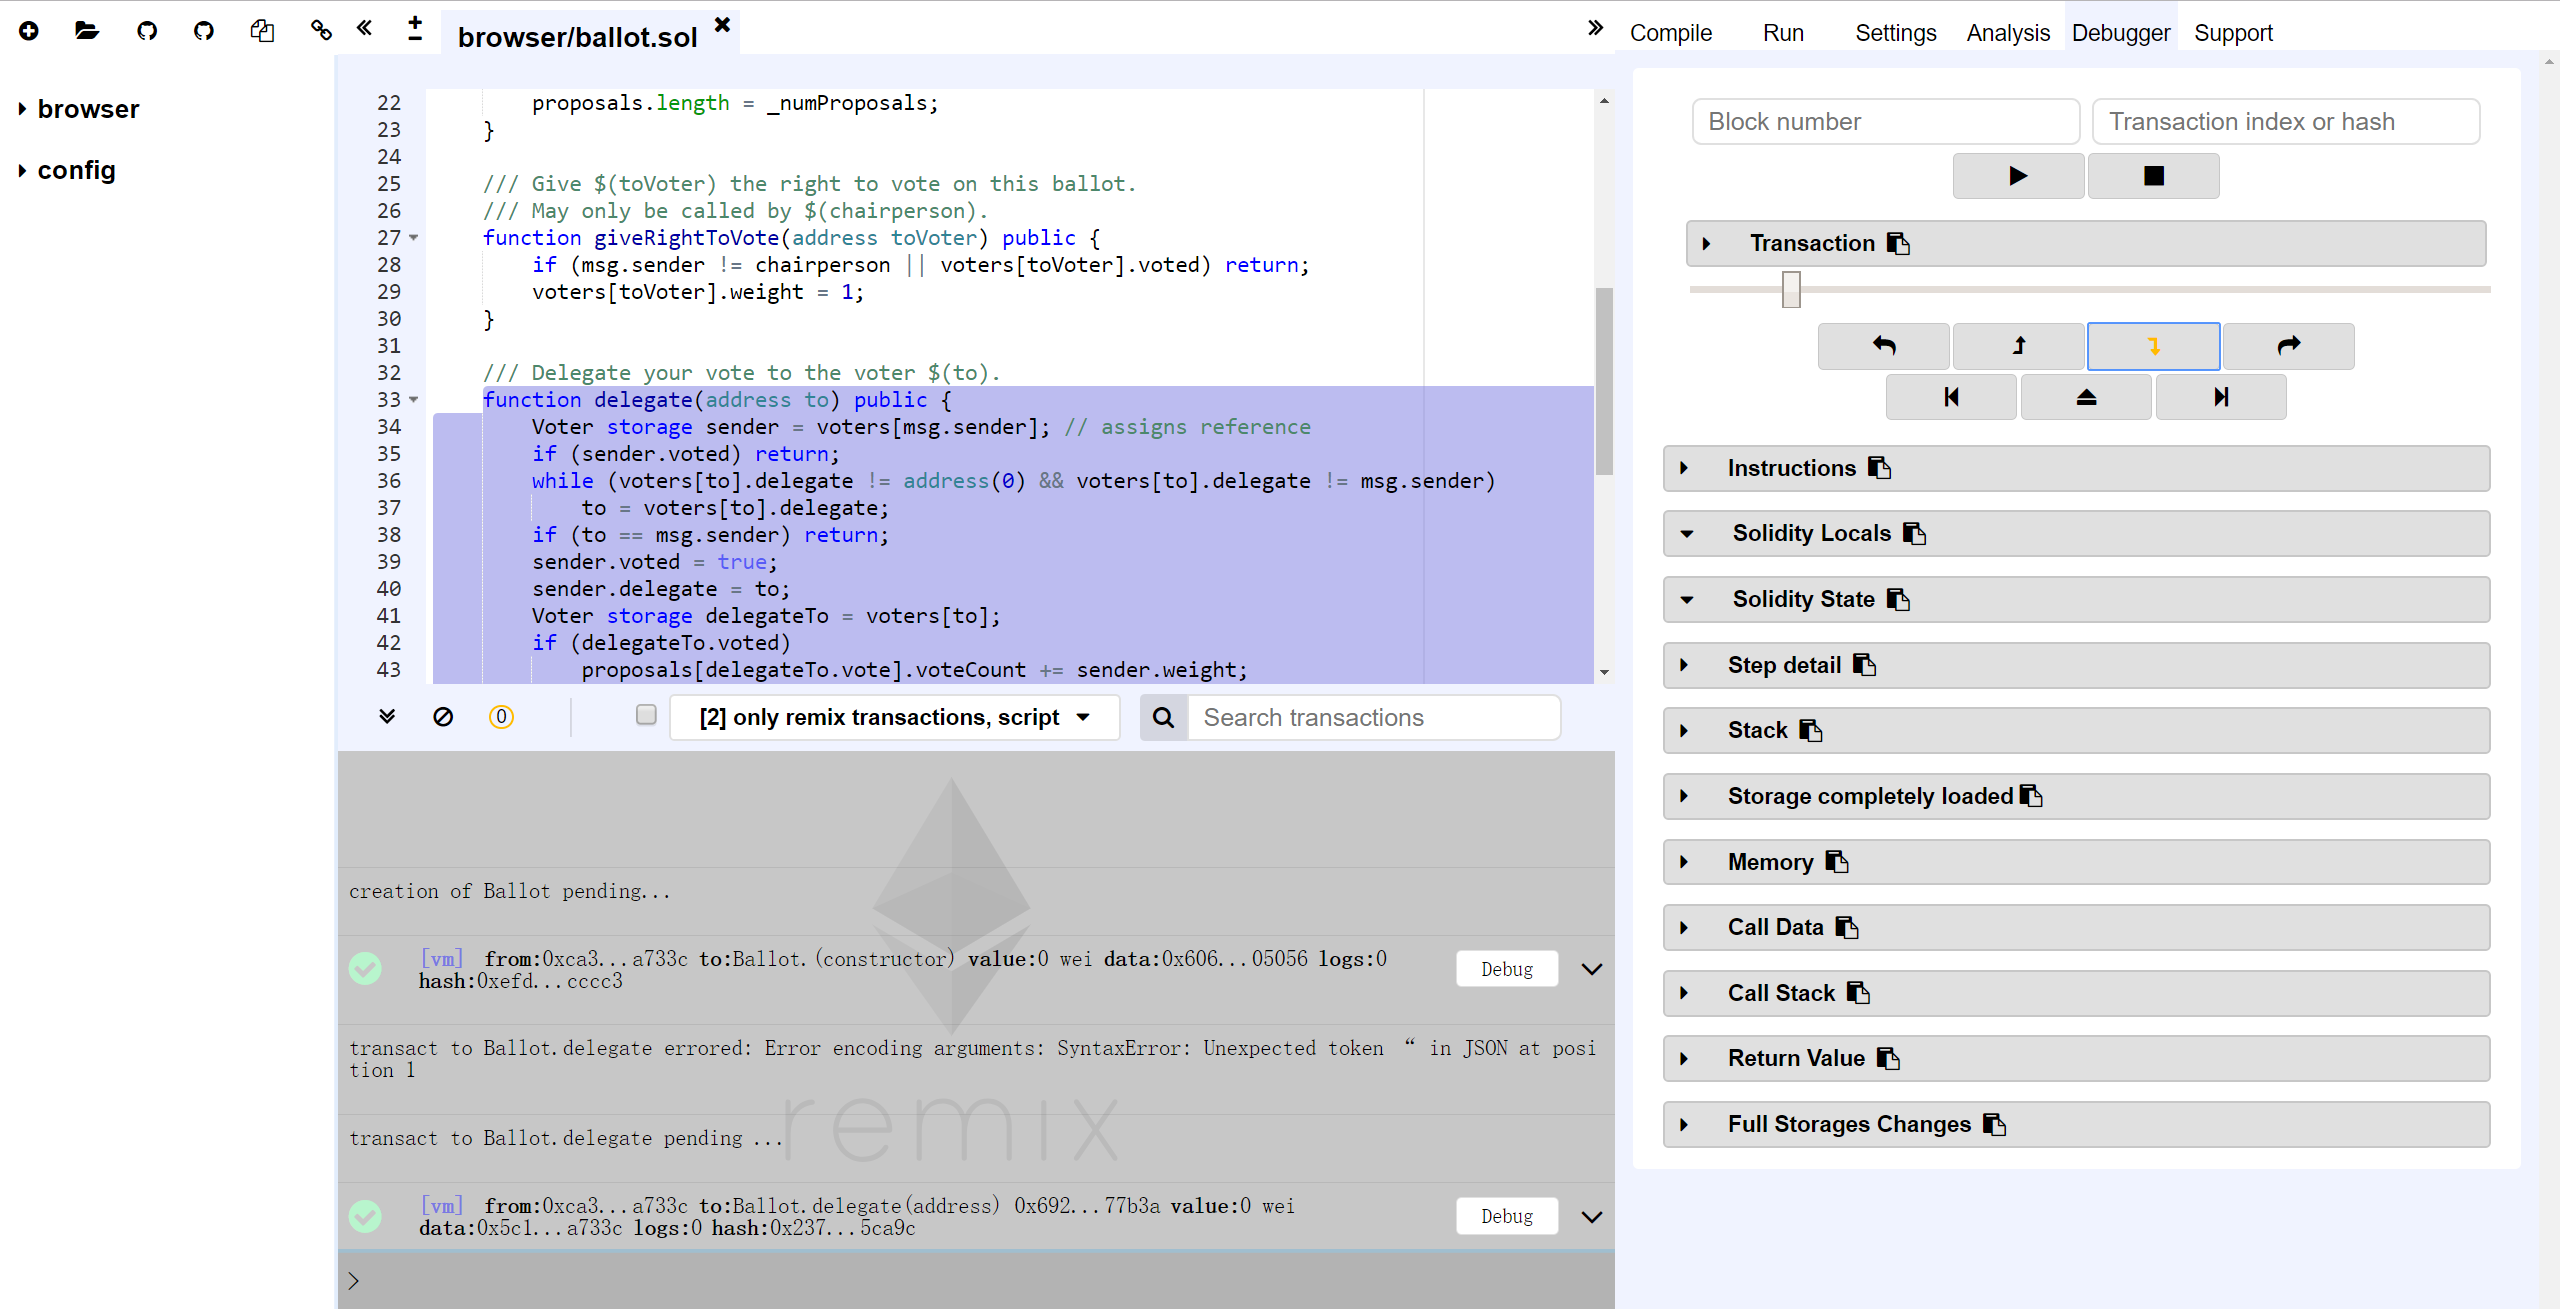 browser/ballot.sol
Compile Run Settings Analysis Debugger Support
browser
config
22 proposals.length = _numProposals;
23 }
24
25 /// Give $(toVoter) the right to vote on this ballot.
26 /// May only be called by $(chairperson).
27 function giveRightToVote(address toVoter) public {
28 if (msg.sender != chairperson || voters[toVoter].voted) return;
29 voters[toVoter].weight = 1;
30 }
31
32 /// Delegate your vote to the voter $(to).
33 function delegate(address to) public {
34 Voter storage sender = voters[msg.sender]; // assigns reference
35 if (sender.voted) return;
36 while (voters[to].delegate != address(0) && voters[to].delegate != msg.sender)
37 to = voters[to].delegate;
38 if (to == msg.sender) return;
39 sender.voted = true;
40 sender.delegate = to;
41 Voter storage delegateTo = voters[to];
42 if (delegateTo.voted)
43 proposals[delegateTo.vote].voteCount += sender.weight;
0 [2] only remix transactions, script Search transactions
creation of Ballot pending...
[vm] from:0xca3...a733c to:Ballot.(constructor) value:0 wei data:0x606...05056 logs:0
hash:0xefd...cccc3
Debug
transact to Ballot.delegate errored: Error encoding arguments: SyntaxError: Unexpected token “ in JSON at posi
tion 1
remix
transact to Ballot.delegate pending ...
[vm] from:0xca3...a733c to:Ballot.delegate(address) 0x692...77b3a value:0 wei
data:0x5c1...a733c logs:0 hash:0x237...5ca9c
Debug
>
Block number Transaction index or hash
Transaction
Instructions
Solidity Locals
Solidity State
Step detail
Stack
Storage completely loaded
Memory
Call Data
Call Stack
Return Value
Full Storages Changes